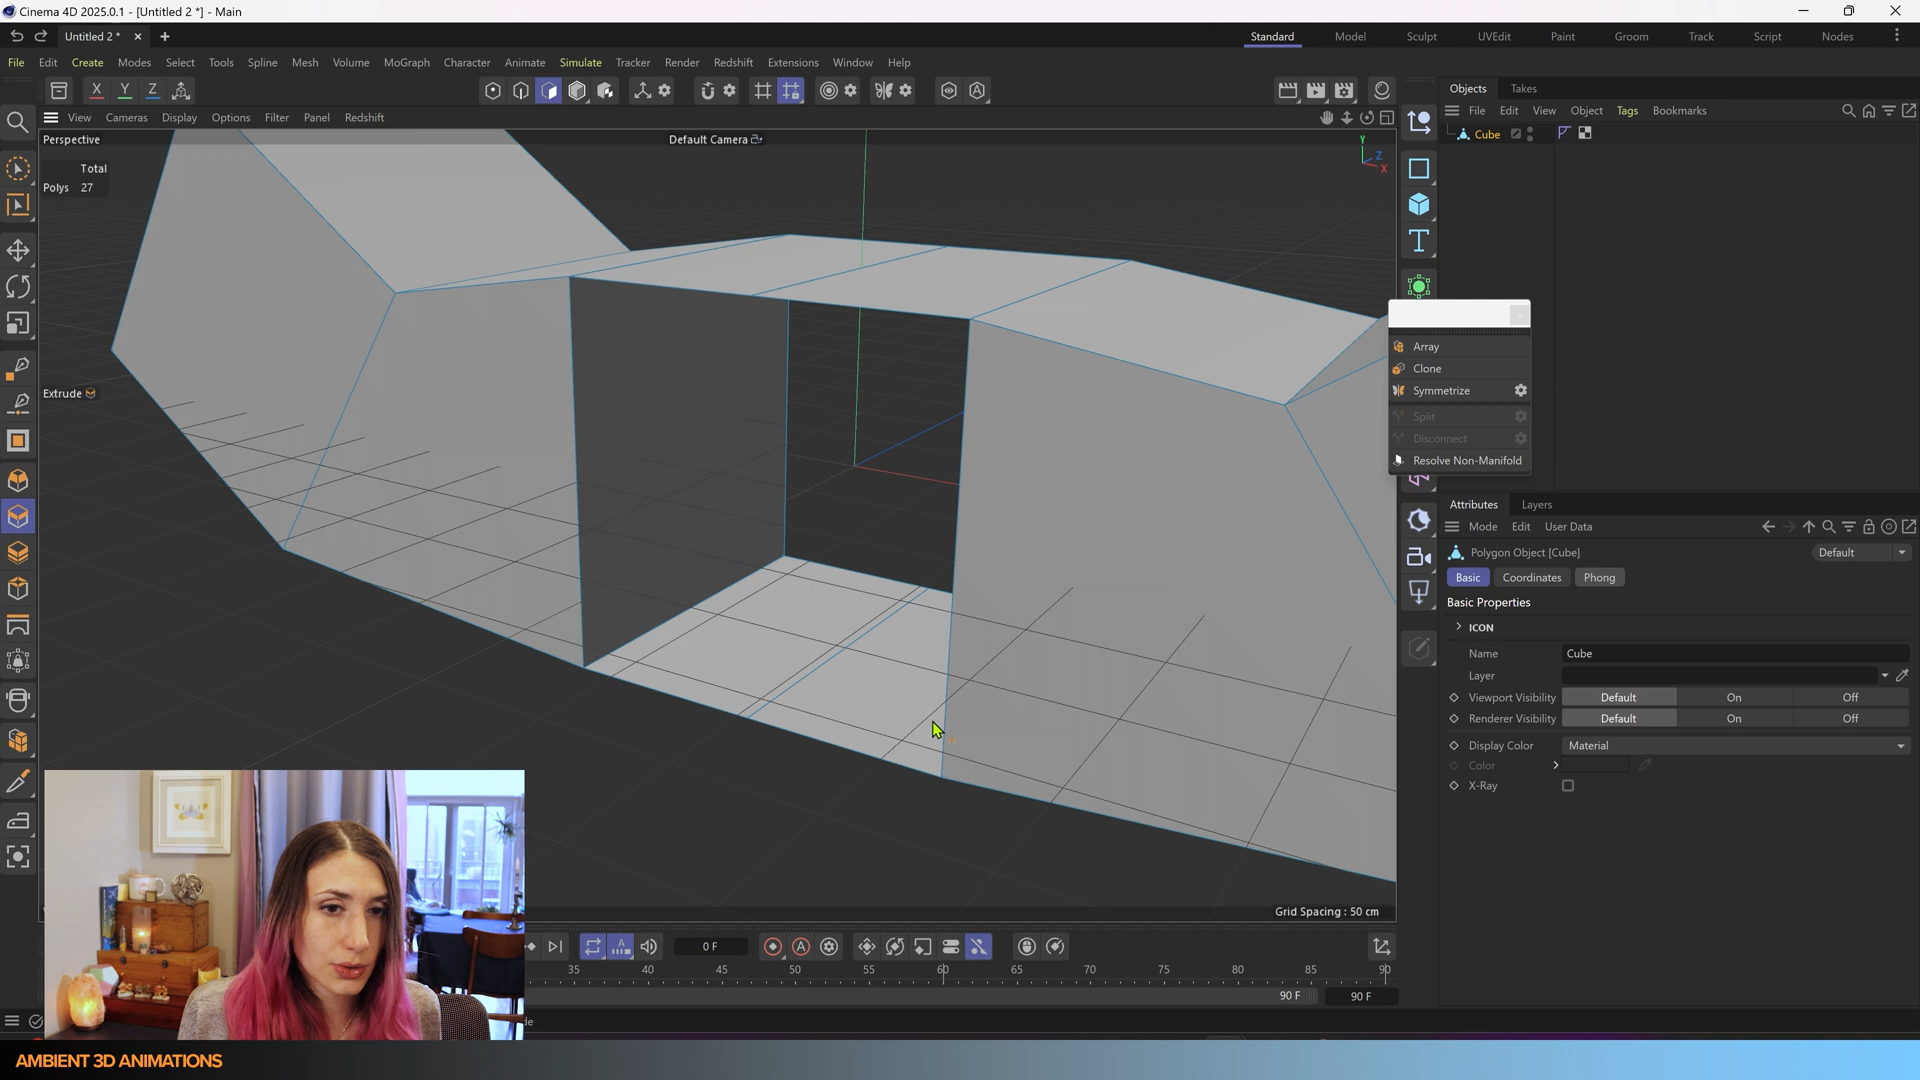 Cinema 4D 2025.0.1 - [Untitled 2 *] - Main
Untitled 2 *
Standard Model Sculpt UVEdit Paint Groom Track Script Nodes
File Edit Create Modes Select Tools Spline Mesh Volume MoGraph Character Animate Simulate Tracker Render Redshift Extensions Window Help
X Y Z
Objects Takes
View Cameras Display Options Filter Panel Redshift
File Edit View Object Tags Bookmarks
Perspective
Default Camera
Cube
Y
Z
X
Total
Polys 27
Extrude
Array
Clone
Symmetrize
Split
Disconnect
Resolve Non-Manifold
Attributes Layers
Mode Edit User Data
Polygon Object [Cube]
Default
Basic Coordinates Phong
Basic Properties
ICON
Name Cube
Layer
Viewport Visibility Default On Off
Renderer Visibility Default On Off
Display Color Material
Color
X-Ray
Grid Spacing : 50 cm
0 F
35 40 45 50 55 60 65 70 75 80 85 90
90 F 90 F
AMBIENT 3D ANIMATIONS